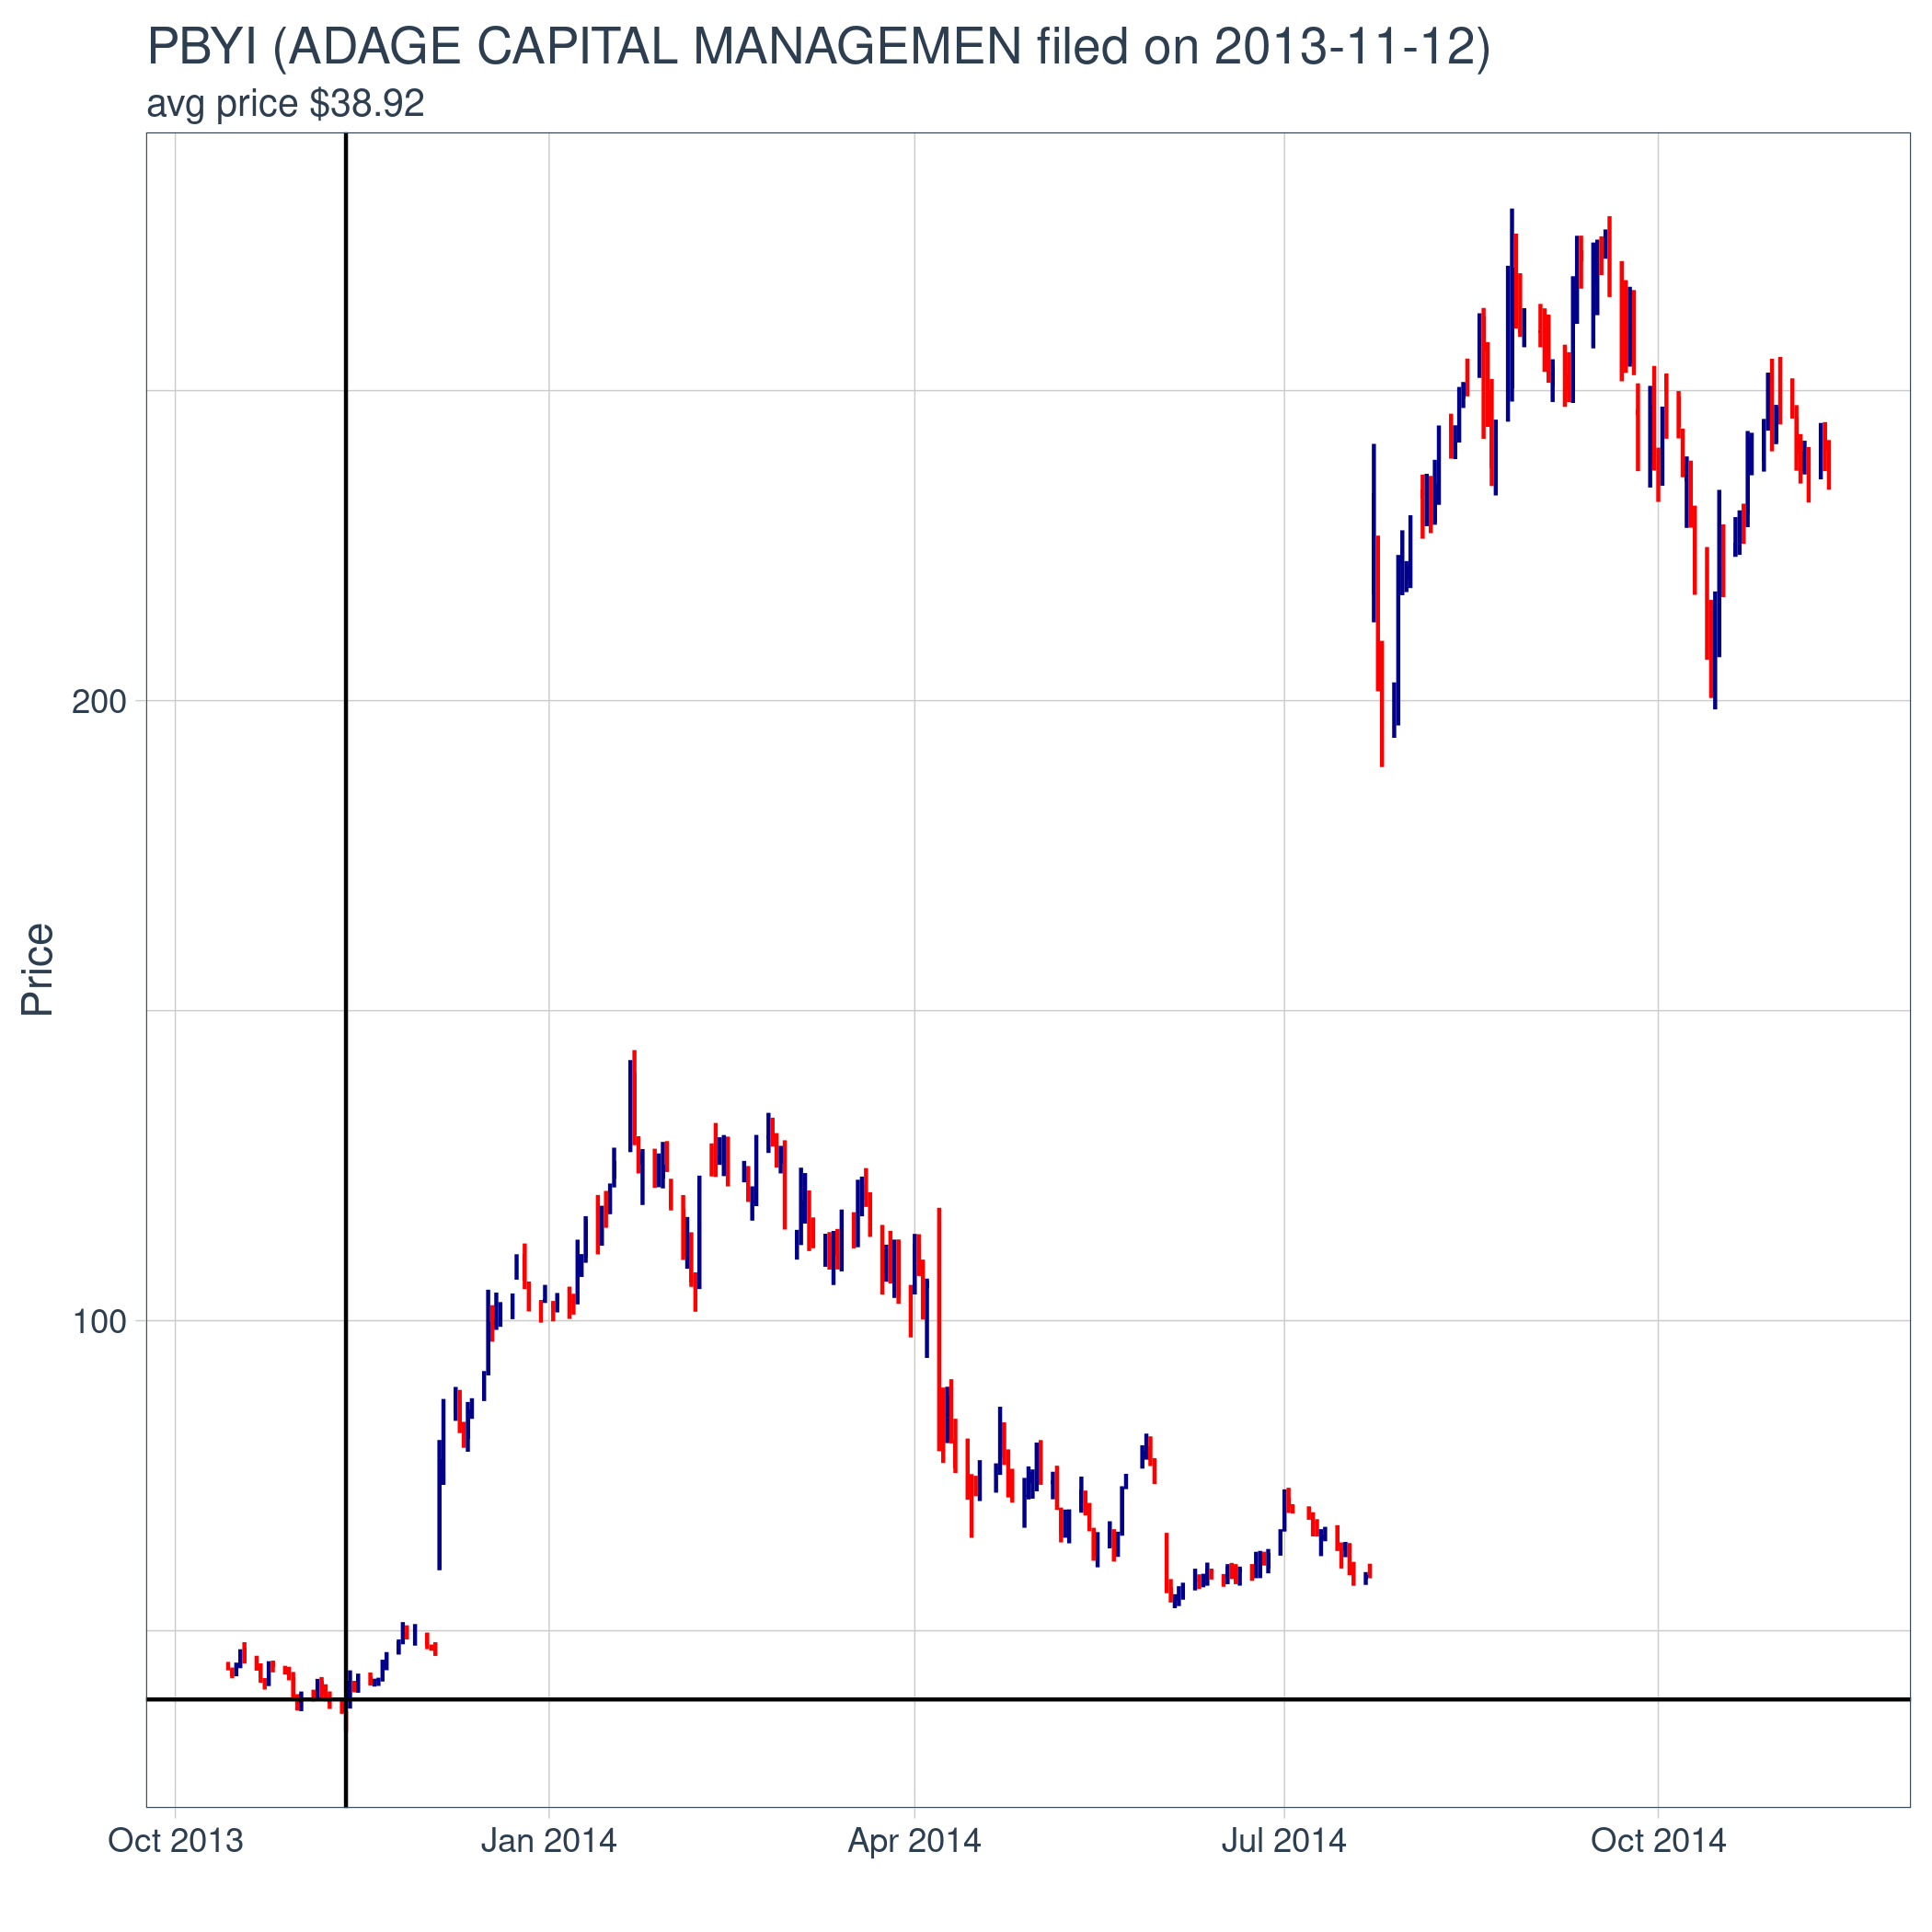 PBYI (ADAGE CAPITAL MANAGEMEN filed on 2013-11-12)
avg price $38.92
Price
200
100
Oct 2013
Jan 2014
Apr 2014
Jul 2014
Oct 2014